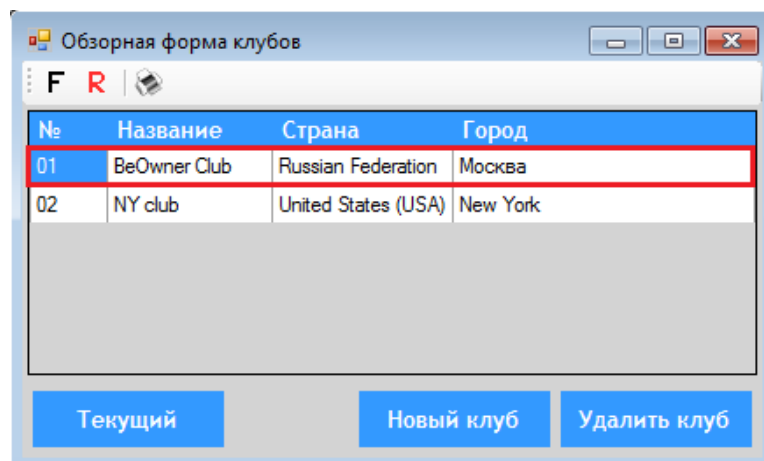 Обзорная форма клубов
F R
№ Название Страна Город
01 BeOwner Club Russian Federation Москва
02 NY club United States (USA) New York
Текущий Новый клуб Удалить клуб